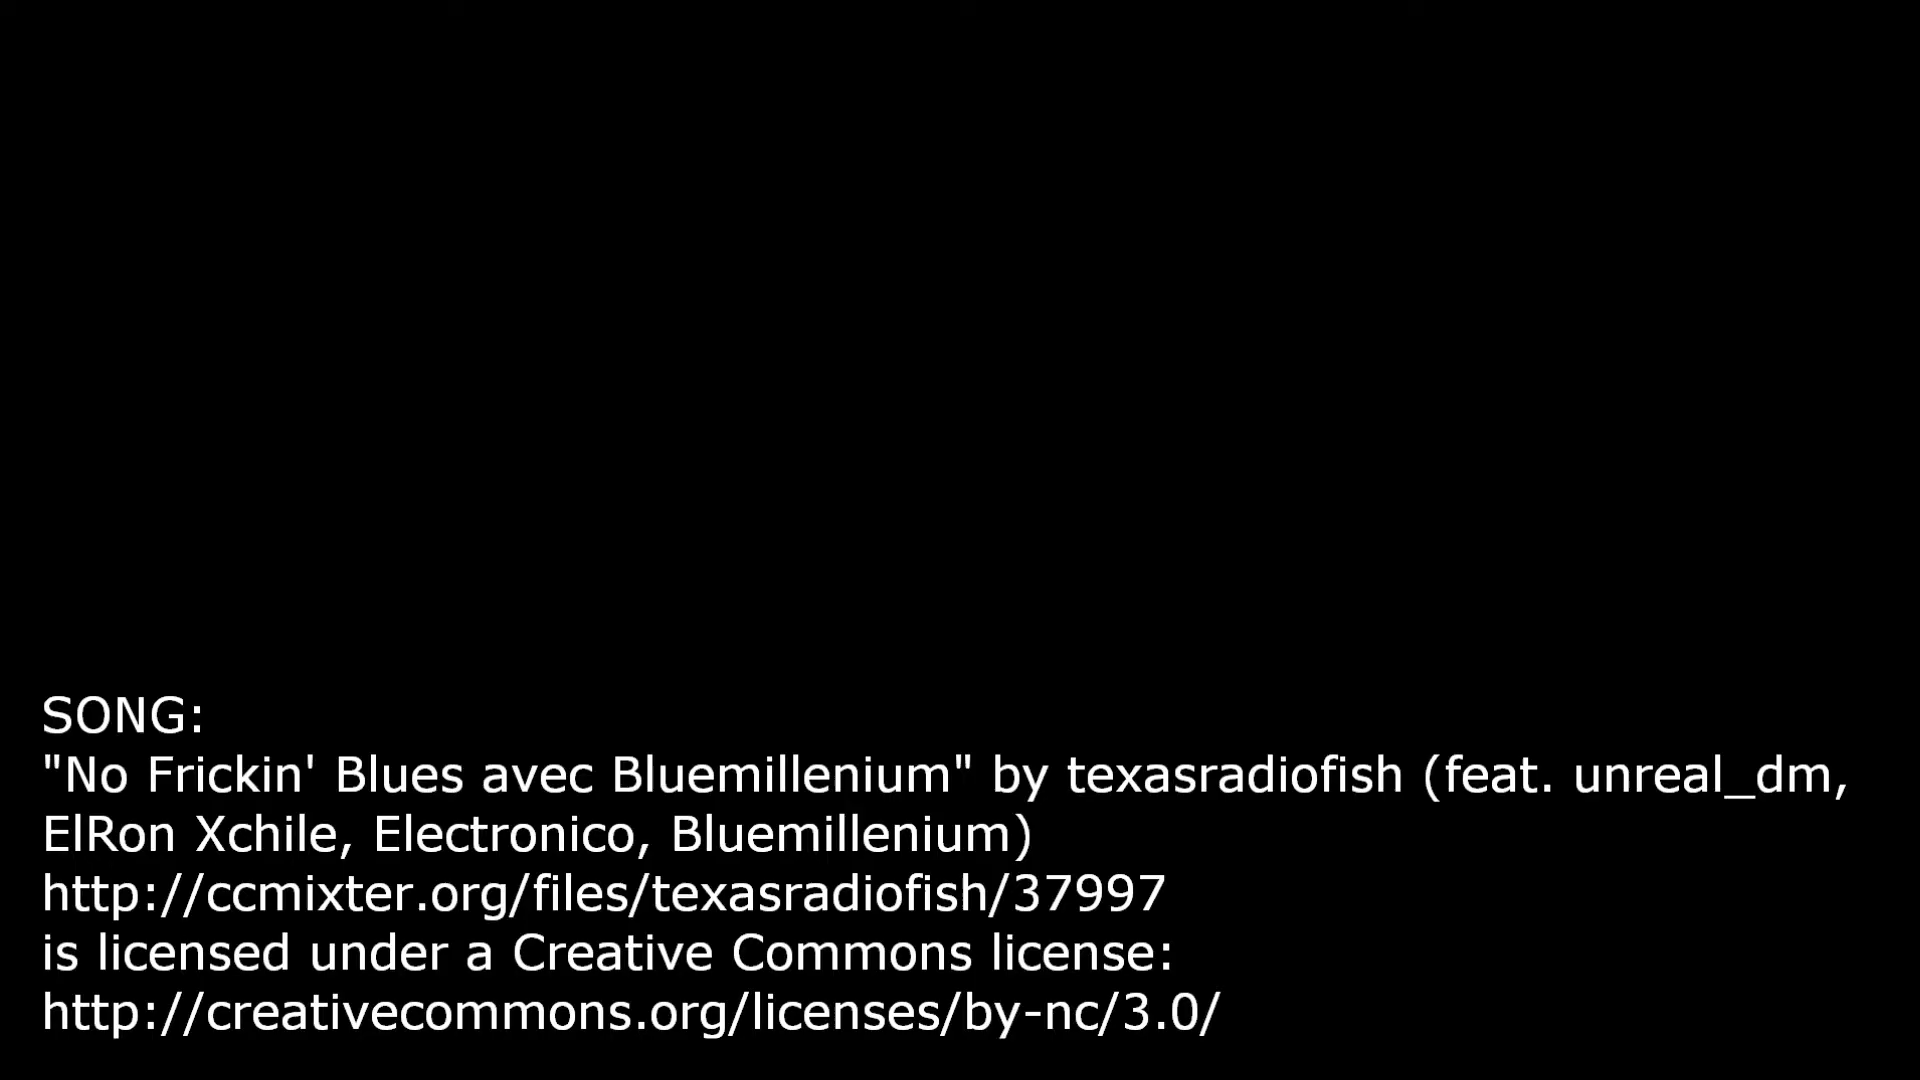 SONG:
"No Frickin' Blues avec Bluemillenium" by texasradiofish (feat. unreal_dm,
ElRon Xchile, Electronico, Bluemillenium)
http://ccmixter.org/files/texasradiofish/37997
is licensed under a Creative Commons license:
http://creativecommons.org/licenses/by-nc/3.0/